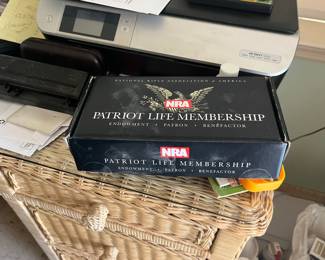 NATIONAL RIFLE ASSOCIATION of AMERICA
NRA
PATRIOT LIFE MEMBERSHIP
ENDOWMENT • PATRON • BENEFACTOR
NRA
PATRIOT LIFE MEMBERSHIP
ENDOWMENT • PATRON • BENEFACTOR